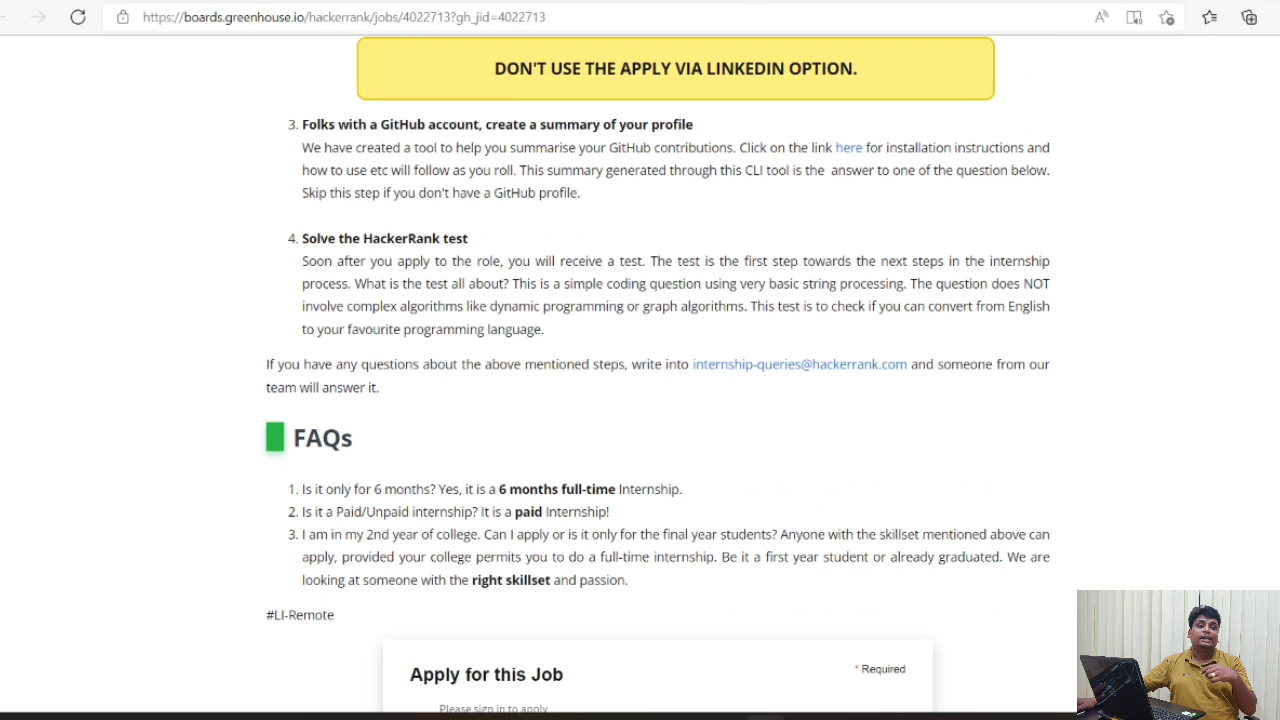 https://boards.greenhouse.io/hackerrank/jobs/4022713?gh_jid=4022713
DON'T USE THE APPLY VIA LINKEDIN OPTION.
3. Folks with a GitHub account, create a summary of your profile
We have created a tool to help you summarise your GitHub contributions. Click on the link here for installation instructions and
how to use etc will follow as you roll. This summary generated through this CLI tool is the answer to one of the question below.
Skip this step if you don't have a GitHub profile.
4. Solve the HackerRank test
Soon after you apply to the role, you will receive a test. The test is the first step towards the next steps in the internship
process. What is the test all about? This is a simple coding question using very basic string processing. The question does NOT
involve complex algorithms like dynamic programming or graph algorithms. This test is to check if you can convert from English
to your favourite programming language.
If you have any questions about the above mentioned steps, write into internship-queries@hackerrank.com and someone from our
team will answer it.
FAQs
1. Is it only for 6 months? Yes, it is a 6 months full-time Internship.
2. Is it a Paid/Unpaid internship? It is a paid Internship!
3. I am in my 2nd year of college. Can I apply or is it only for the final year students? Anyone with the skillset mentioned above can
apply, provided your college permits you to do a full-time internship. Be it a first year student or already graduated. We are
looking at someone with the right skillset and passion.
#LI-Remote
Apply for this Job
* Required
Please sign in to apply